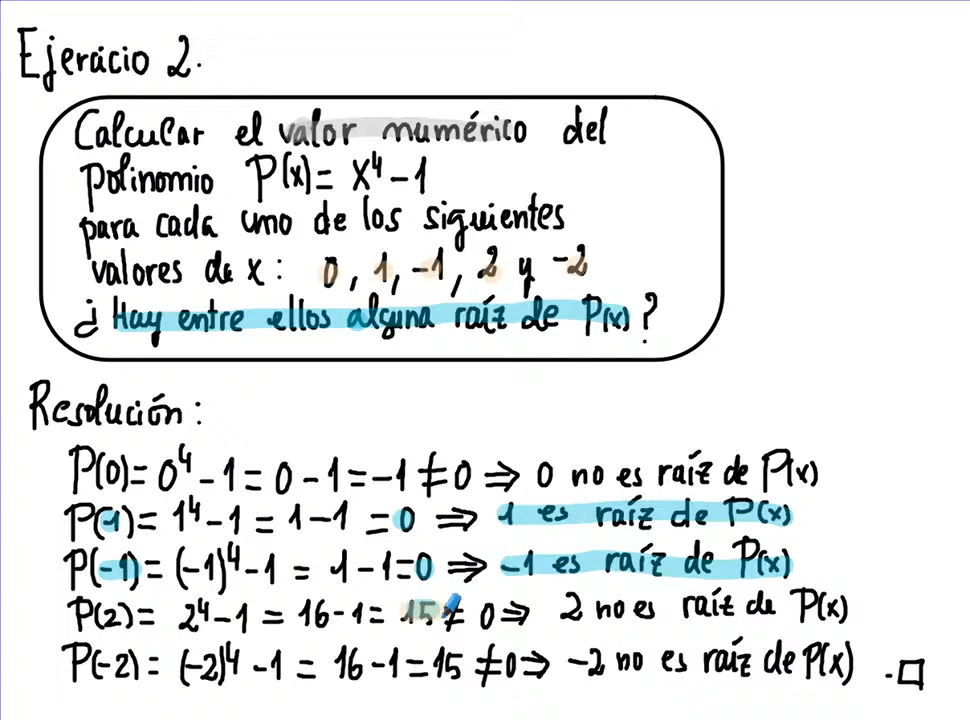 Ejercicio 2.
Calcular el valor numérico del
polinomio P(x) = x⁴ - 1
para cada uno de los siguientes
valores de x : 0, 1, -1, 2 y -2
¿Hay entre ellos alguna raíz de P(x)?
Resolución:
P(0) = 0⁴ - 1 = 0 - 1 = -1 ≠ 0 ⇒ 0 no es raíz de P(x)
P(1) = 1⁴ - 1 = 1 - 1 = 0 ⇒ 1 es raíz de P(x)
P(-1) = (-1)⁴ - 1 = 1 - 1 = 0 ⇒ -1 es raíz de P(x)
P(2) = 2⁴ - 1 = 16 - 1 = 15 ≠ 0 ⇒ 2 no es raíz de P(x)
P(-2) = (-2)⁴ - 1 = 16 - 1 = 15 ≠ 0 ⇒ -2 no es raíz de P(x) . □